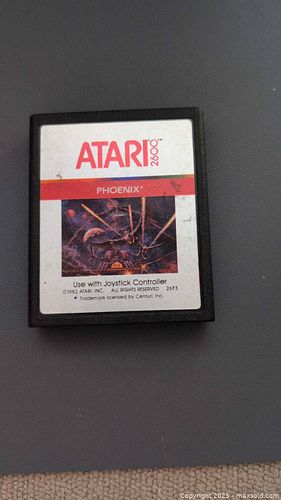 ATARI 2600™
PHOENIX*
Use with Joystick Controller
©1982 ATARI, INC. ALL RIGHTS RESERVED 2673
* Trademark licensed by Centuri, Inc.
Copyright 2025 - maxsold.com